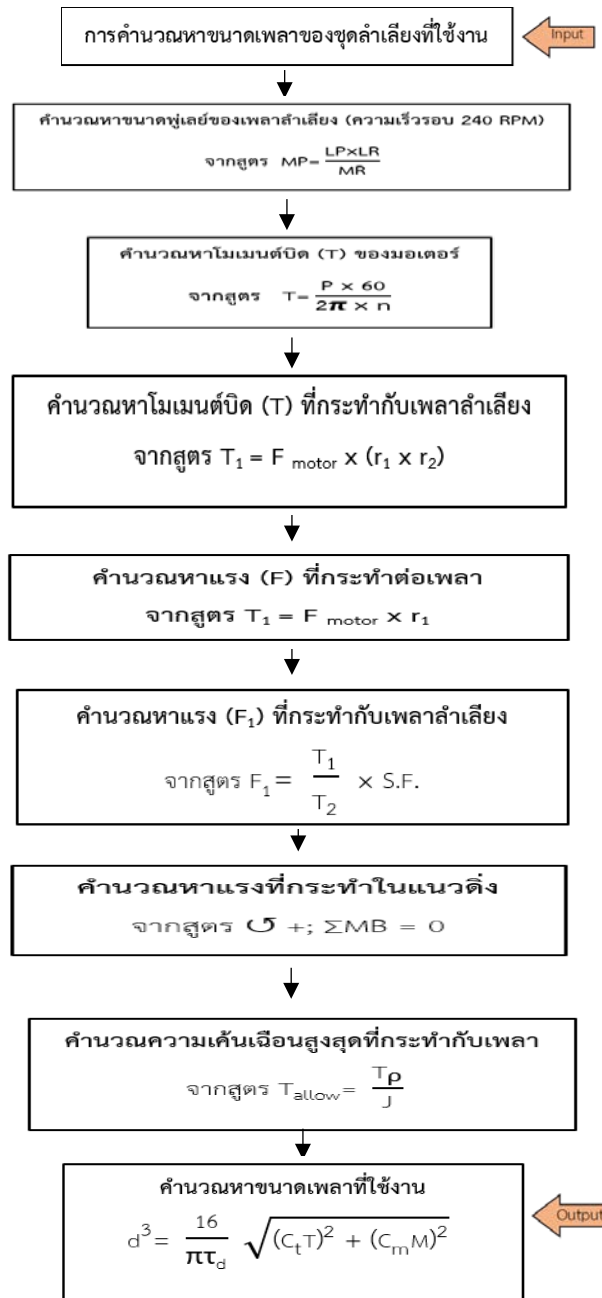 การคำนวณหาขนาดเพลาของชุดลำเลียงที่ใช้งาน
Input
คำนวณหาขนาดพู่เลย์ของเพลาลำเลียง (ความเร็วรอบ 240 RPM)
จากสูตร MP= LP×LR / MR
คำนวณหาโมเมนต์บิด (T) ของมอเตอร์
จากสูตร T= P × 60 / 2π × n
คำนวณหาโมเมนต์บิด (T) ที่กระทำกับเพลาลำเลียง
จากสูตร T₁ = F motor x (r₁ x r₂)
คำนวณหาแรง (F) ที่กระทำต่อเพลา
จากสูตร T₁ = F motor x r₁
คำนวณหาแรง (F₁) ที่กระทำกับเพลาลำเลียง
จากสูตร F₁ = T₁ / T₂ × S.F.
คำนวณหาแรงที่กระทำในแนวดิ่ง
จากสูตร ↺ +; ΣMB = 0
คำนวณความเค้นเฉือนสูงสุดที่กระทำกับเพลา
จากสูตร Tallow= Tρ / J
คำนวณหาขนาดเพลาที่ใช้งาน
Output
d³ = 16 / πτd √(CtT)² + (CmM)²